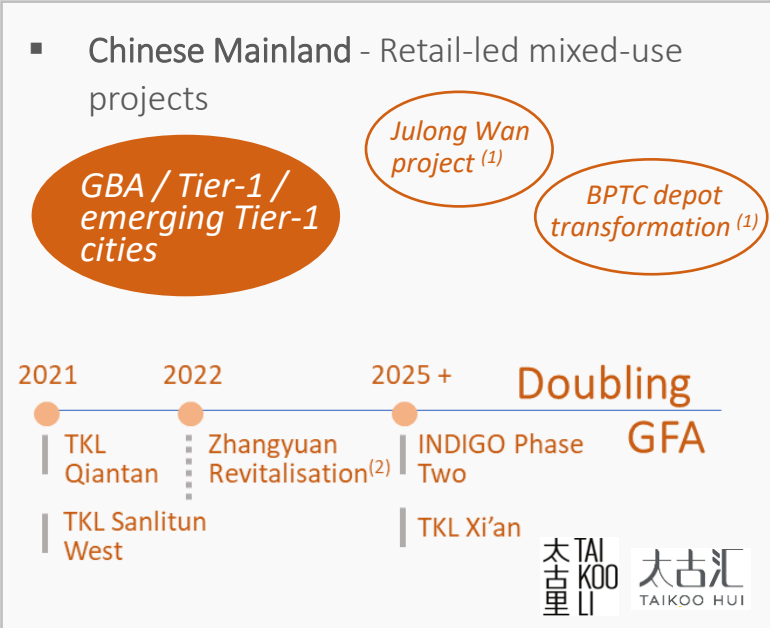 ▪ Chinese Mainland - Retail-led mixed-use
projects
GBA / Tier-1 /
emerging Tier-1
cities
Julong Wan
project (1)
BPTC depot
transformation (1)
2021
2022
2025 +
Doubling
GFA
TKL
Qiantan
TKL Sanlitun
West
Zhangyuan
Revitalisation(2)
INDIGO Phase
Two
TKL Xi’an
太古里
TAI
KOO
LI
太古汇
TAIKOO HUI